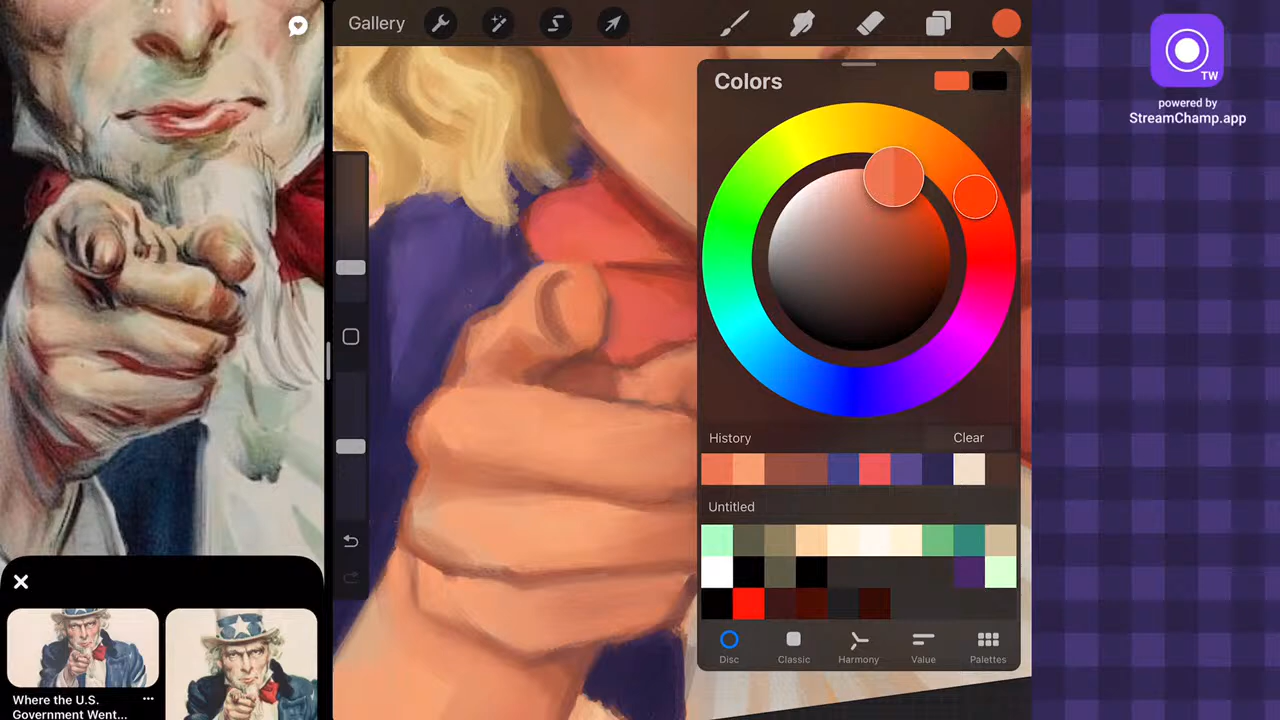 Where the U.S.
Government Went...
Gallery
Colors
History
Clear
Untitled
Disc
Classic
Harmony
Value
Palettes
TW
powered by
StreamChamp.app